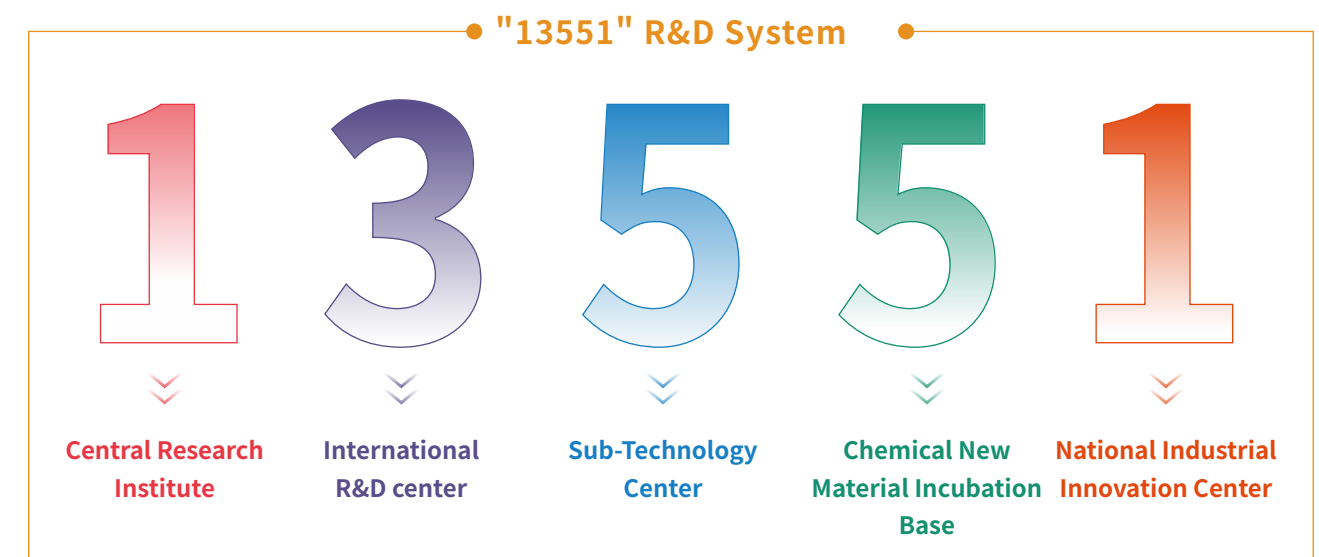 "13551" R&D System
1 3 5 5 1
Central Research
Institute
International
R&D center
Sub-Technology
Center
Chemical New
Material Incubation
Base
National Industrial
Innovation Center